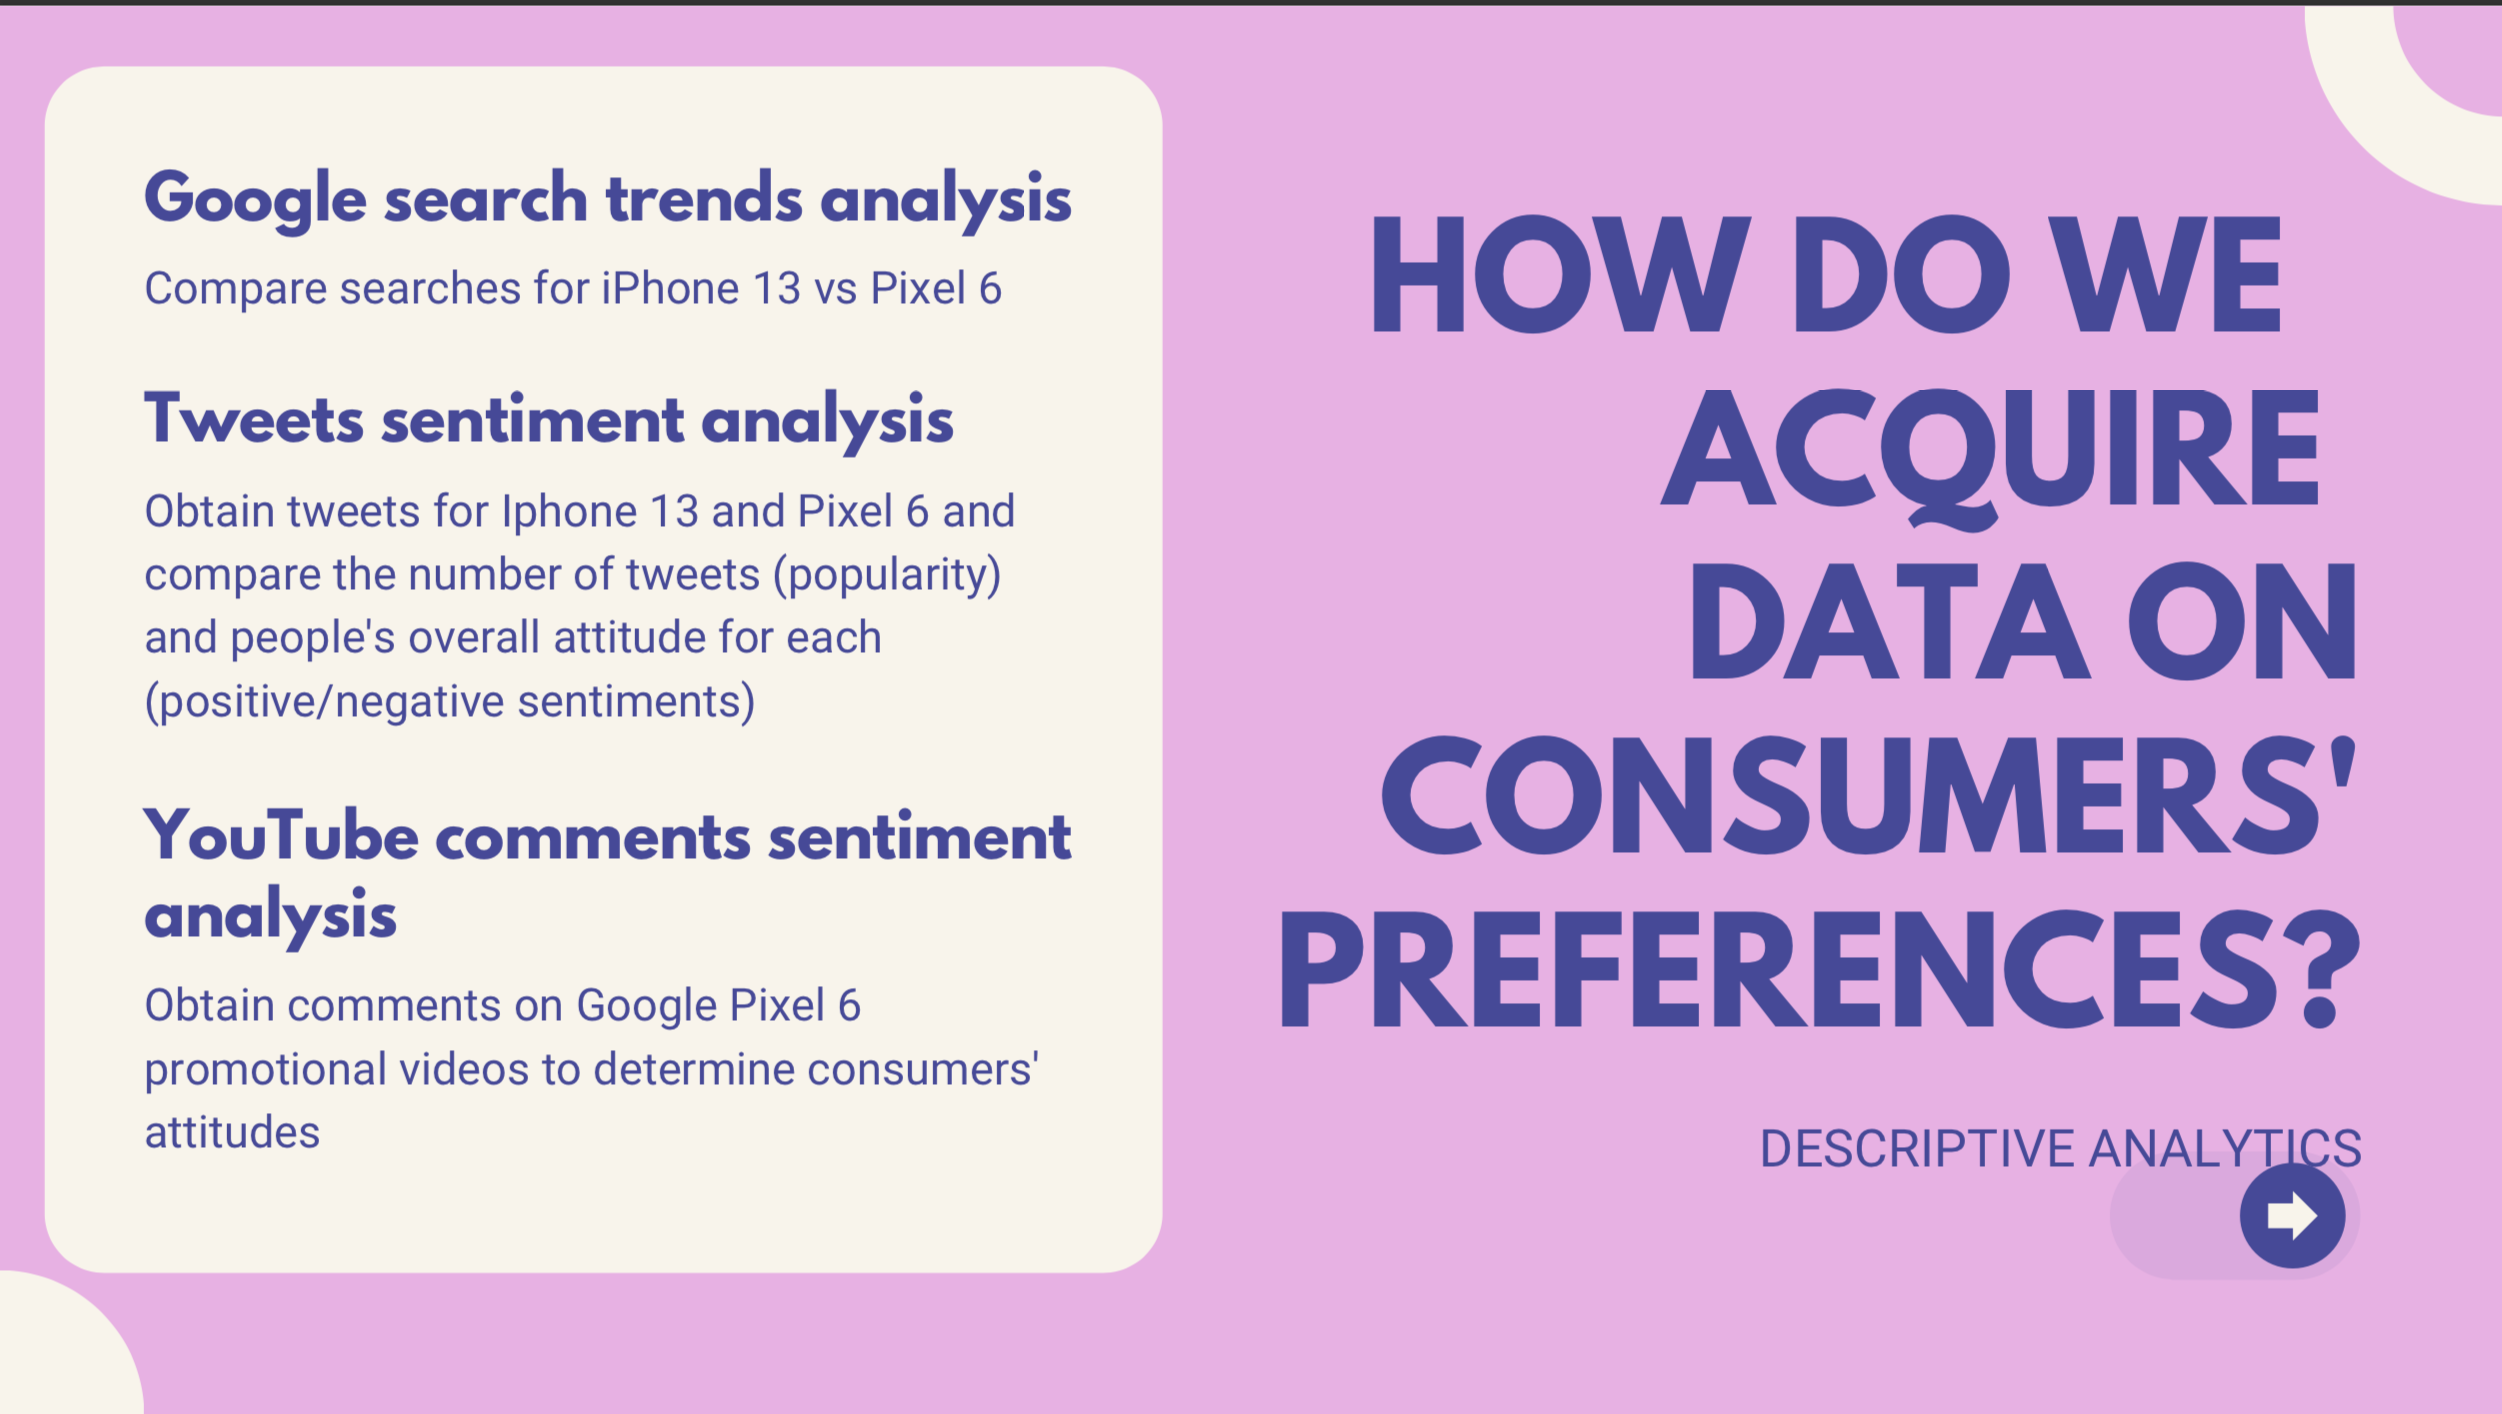 Google search trends analysis
Compare searches for iPhone 13 vs Pixel 6
Tweets sentiment analysis
Obtain tweets for Iphone 13 and Pixel 6 and
compare the number of tweets (popularity)
and people's overall attitude for each
(positive/negative sentiments)
YouTube comments sentiment
analysis
Obtain comments on Google Pixel 6
promotional videos to determine consumers'
attitudes
HOW DO WE
ACQUIRE
DATA ON
CONSUMERS'
PREFERENCES?
DESCRIPTIVE ANALYTICS